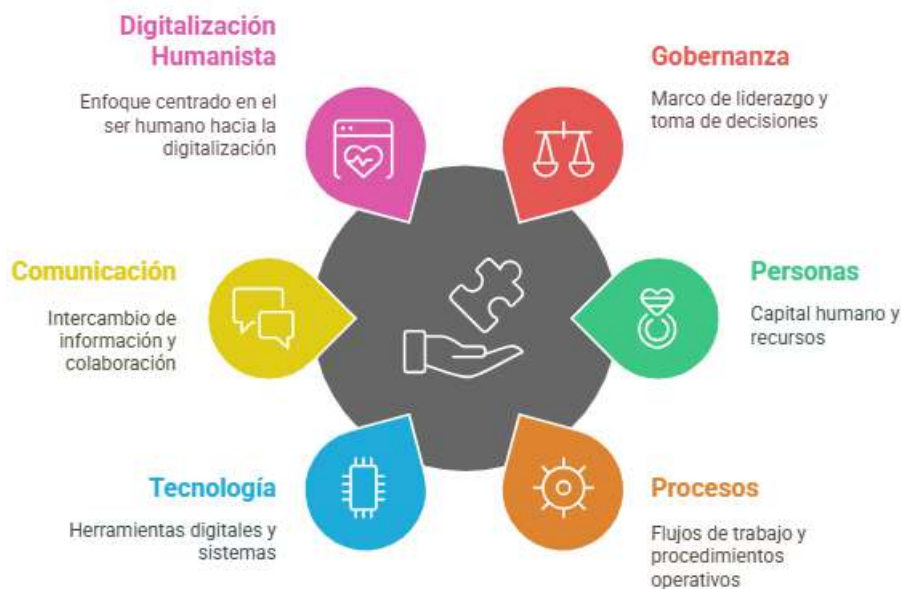 Digitalización
Humanista
Enfoque centrado en el
ser humano hacia la
digitalización
Gobernanza
Marco de liderazgo y
toma de decisiones
Comunicación
Intercambio de
información y
colaboración
Personas
Capital humano y
recursos
Tecnología
Herramientas digitales y
sistemas
Procesos
Flujos de trabajo y
procedimientos
operativos